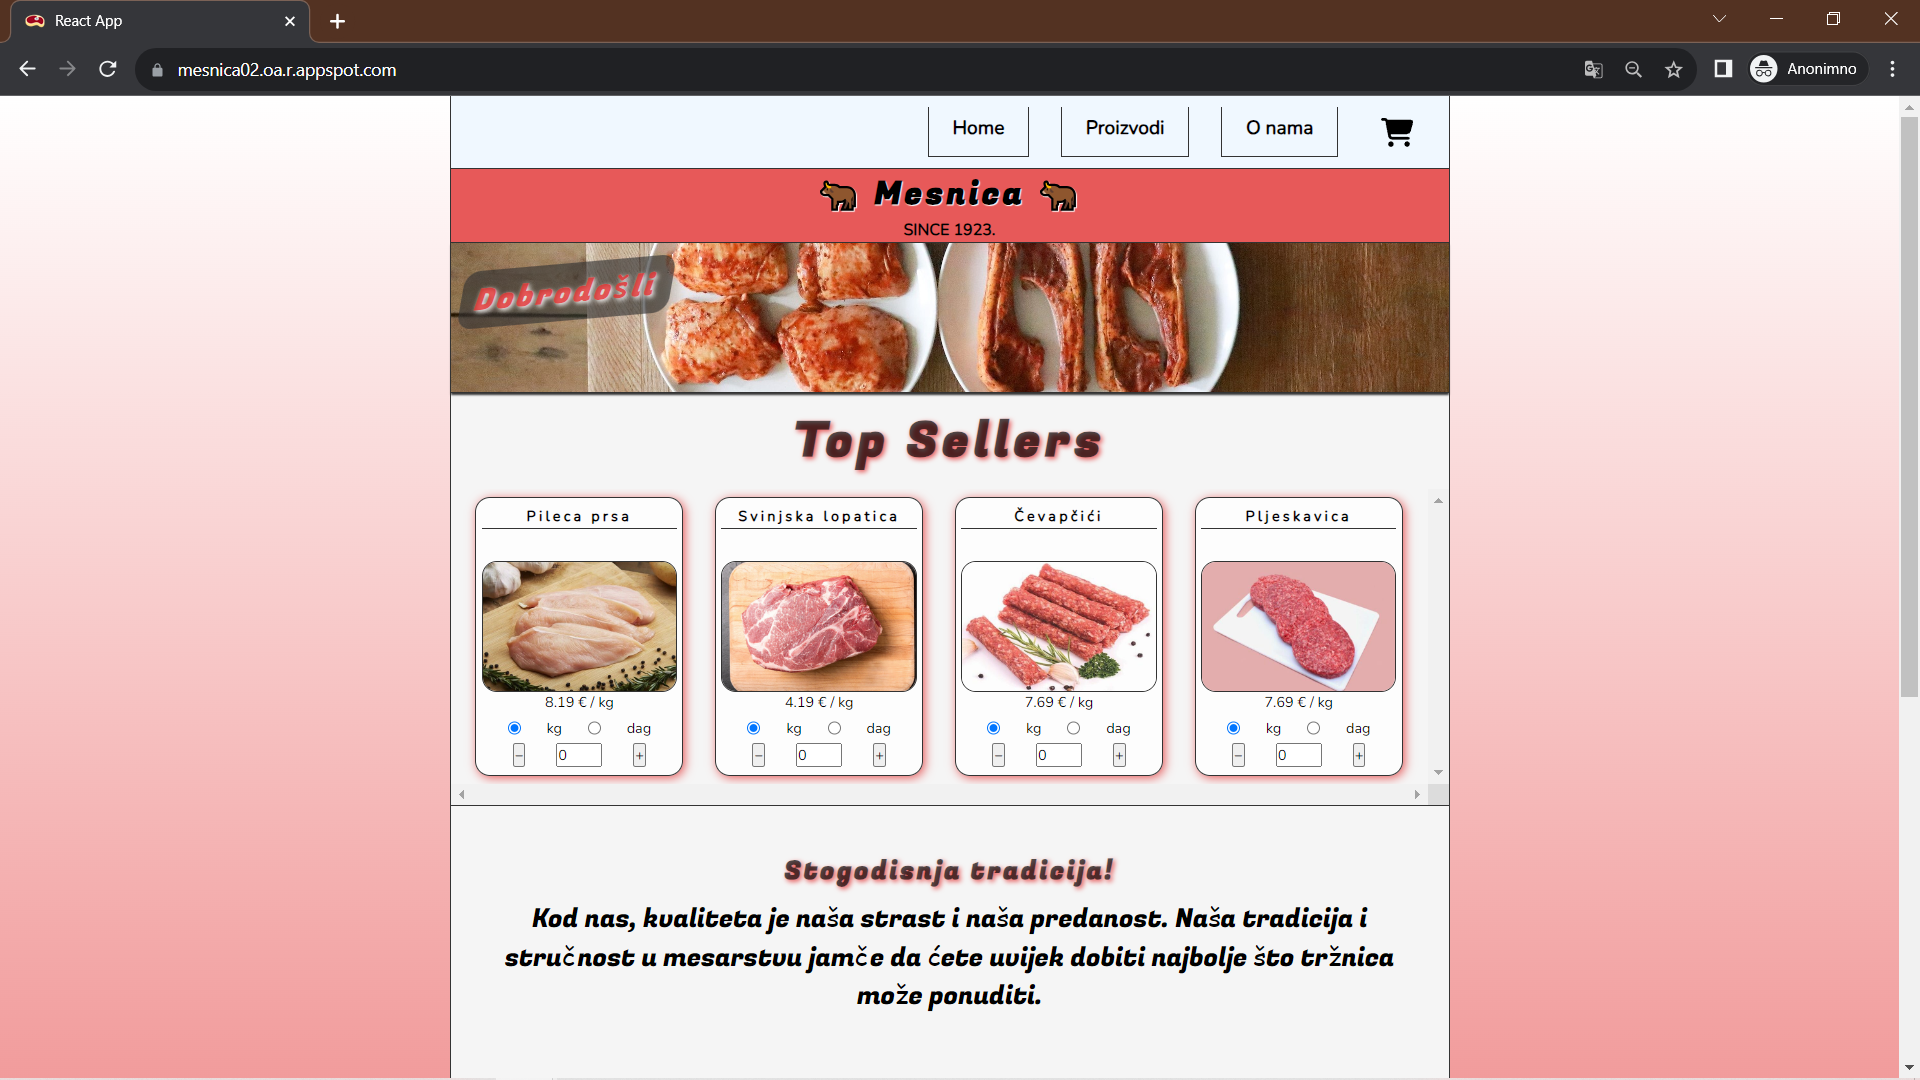 React App
mesnica02.oa.r.appspot.com
Anonimno
Home
Proizvodi
O nama
Mesnica
SINCE 1923.
Dobrodošli
Top Sellers
Pileca prsa
8.19 € / kg
kg dag
- 0 +
Svinjska lopatica
4.19 € / kg
kg dag
- 0 +
Čevapčići
7.69 € / kg
kg dag
- 0 +
Pljeskavica
7.69 € / kg
kg dag
- 0 +
Stogodisnja tradicija!
Kod nas, kvaliteta je naša strast i naša predanost. Naša tradicija i
stručnost u mesarstvu jamče da ćete uvijek dobiti najbolje što tržnica
može ponuditi.